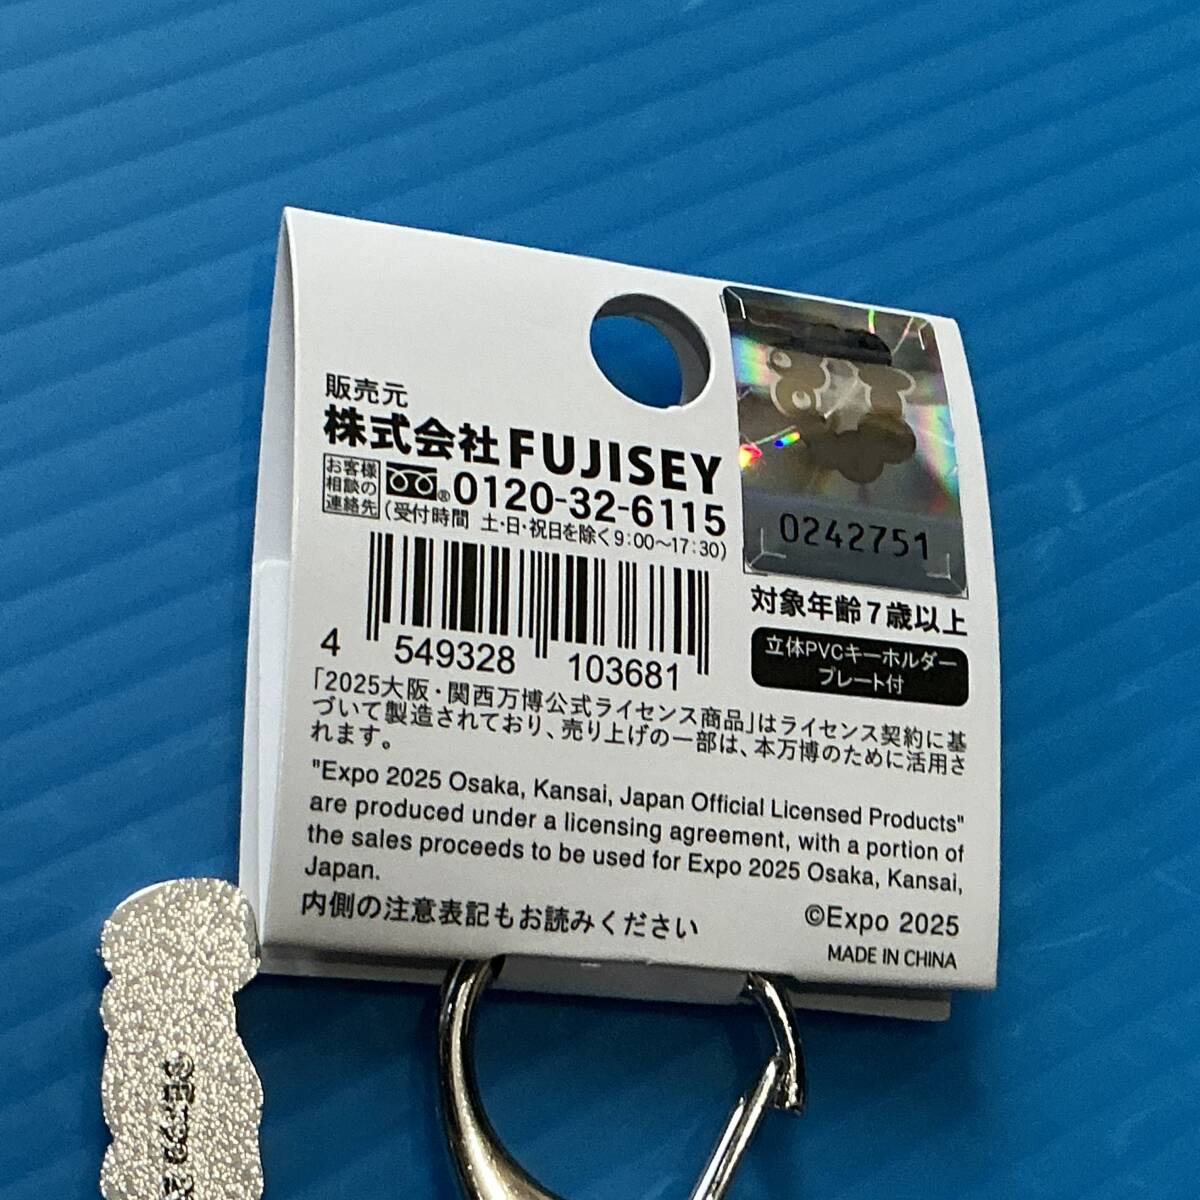 販売元
株式会社FUJISEY
お客様
相談の
連絡先
®0120-32-6115
(受付時間 土・日・祝日を除く9:00〜17:30)
4 549328 103681
0242751
対象年齢7歳以上
立体PVCキーホルダー
プレート付
「2025大阪・関西万博公式ライセンス商品」はライセンス契約に基
づいて製造されており、売り上げの一部は、本万博のために活用さ
れます。
"Expo 2025 Osaka, Kansai, Japan Official Licensed Products"
are produced under a licensing agreement, with a portion of
the sales proceeds to be used for Expo 2025 Osaka, Kansai,
Japan.
内側の注意表記もお読みください
©Expo 2025
MADE IN CHINA
©Expo 2